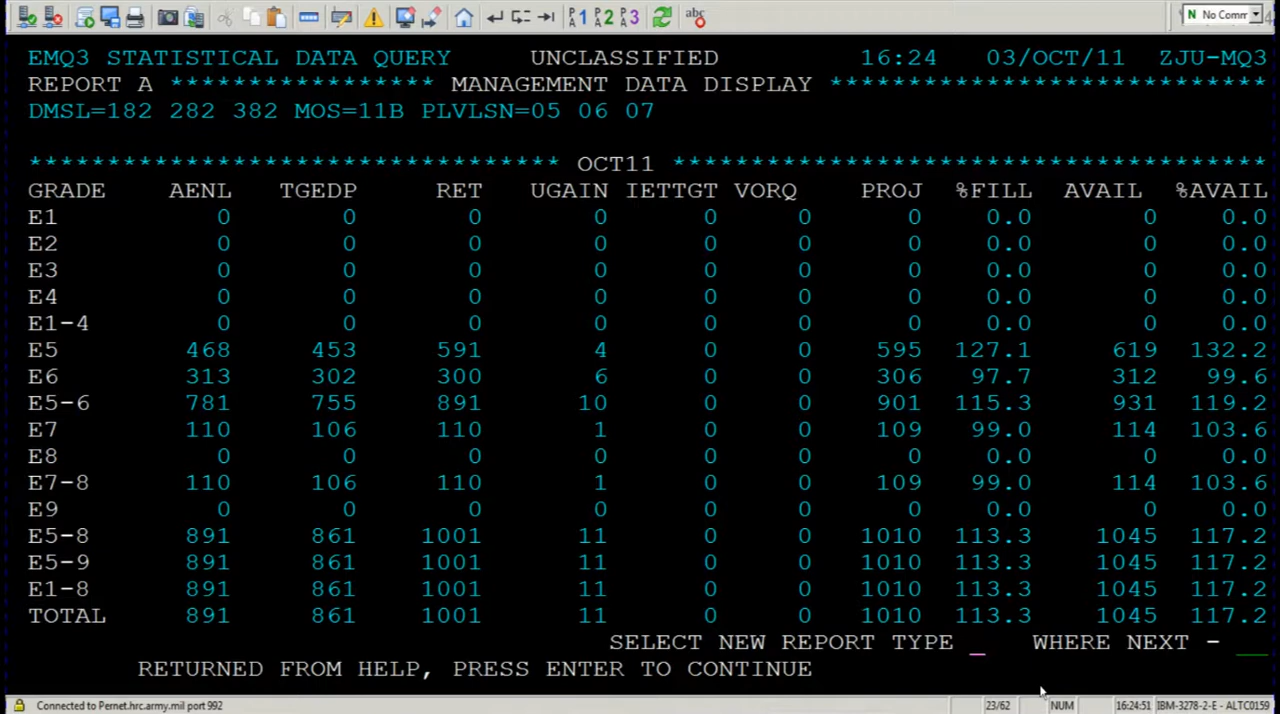 N No Comm
EMQ3 STATISTICAL DATA QUERY UNCLASSIFIED 16:24 03/OCT/11 ZJU-MQ3
REPORT A ***************** MANAGEMENT DATA DISPLAY ****************************
DMSL=182 282 382 MOS=11B PLVLSN=05 06 07
********************************** OCT11 **************************************
GRADE AENL TGEDP RET UGAIN IETTGT VORQ PROJ %FILL AVAIL %AVAIL
E1 0 0 0 0 0 0 0 0.0 0 0.0
E2 0 0 0 0 0 0 0 0.0 0 0.0
E3 0 0 0 0 0 0 0 0.0 0 0.0
E4 0 0 0 0 0 0 0 0.0 0 0.0
E1-4 0 0 0 0 0 0 0 0.0 0 0.0
E5 468 453 591 4 0 0 595 127.1 619 132.2
E6 313 302 300 6 0 0 306 97.7 312 99.6
E5-6 781 755 891 10 0 0 901 115.3 931 119.2
E7 110 106 110 1 0 0 109 99.0 114 103.6
E8 0 0 0 0 0 0 0 0.0 0 0.0
E7-8 110 106 110 1 0 0 109 99.0 114 103.6
E9 0 0 0 0 0 0 0 0.0 0 0.0
E5-8 891 861 1001 11 0 0 1010 113.3 1045 117.2
E5-9 891 861 1001 11 0 0 1010 113.3 1045 117.2
E1-8 891 861 1001 11 0 0 1010 113.3 1045 117.2
TOTAL 891 861 1001 11 0 0 1010 113.3 1045 117.2
SELECT NEW REPORT TYPE _ WHERE NEXT - __
RETURNED FROM HELP, PRESS ENTER TO CONTINUE
Connected to Pernet.hrc.army.mil port 992 23/62 NUM 16:24:51 IBM-3278-2-E - ALTC0159